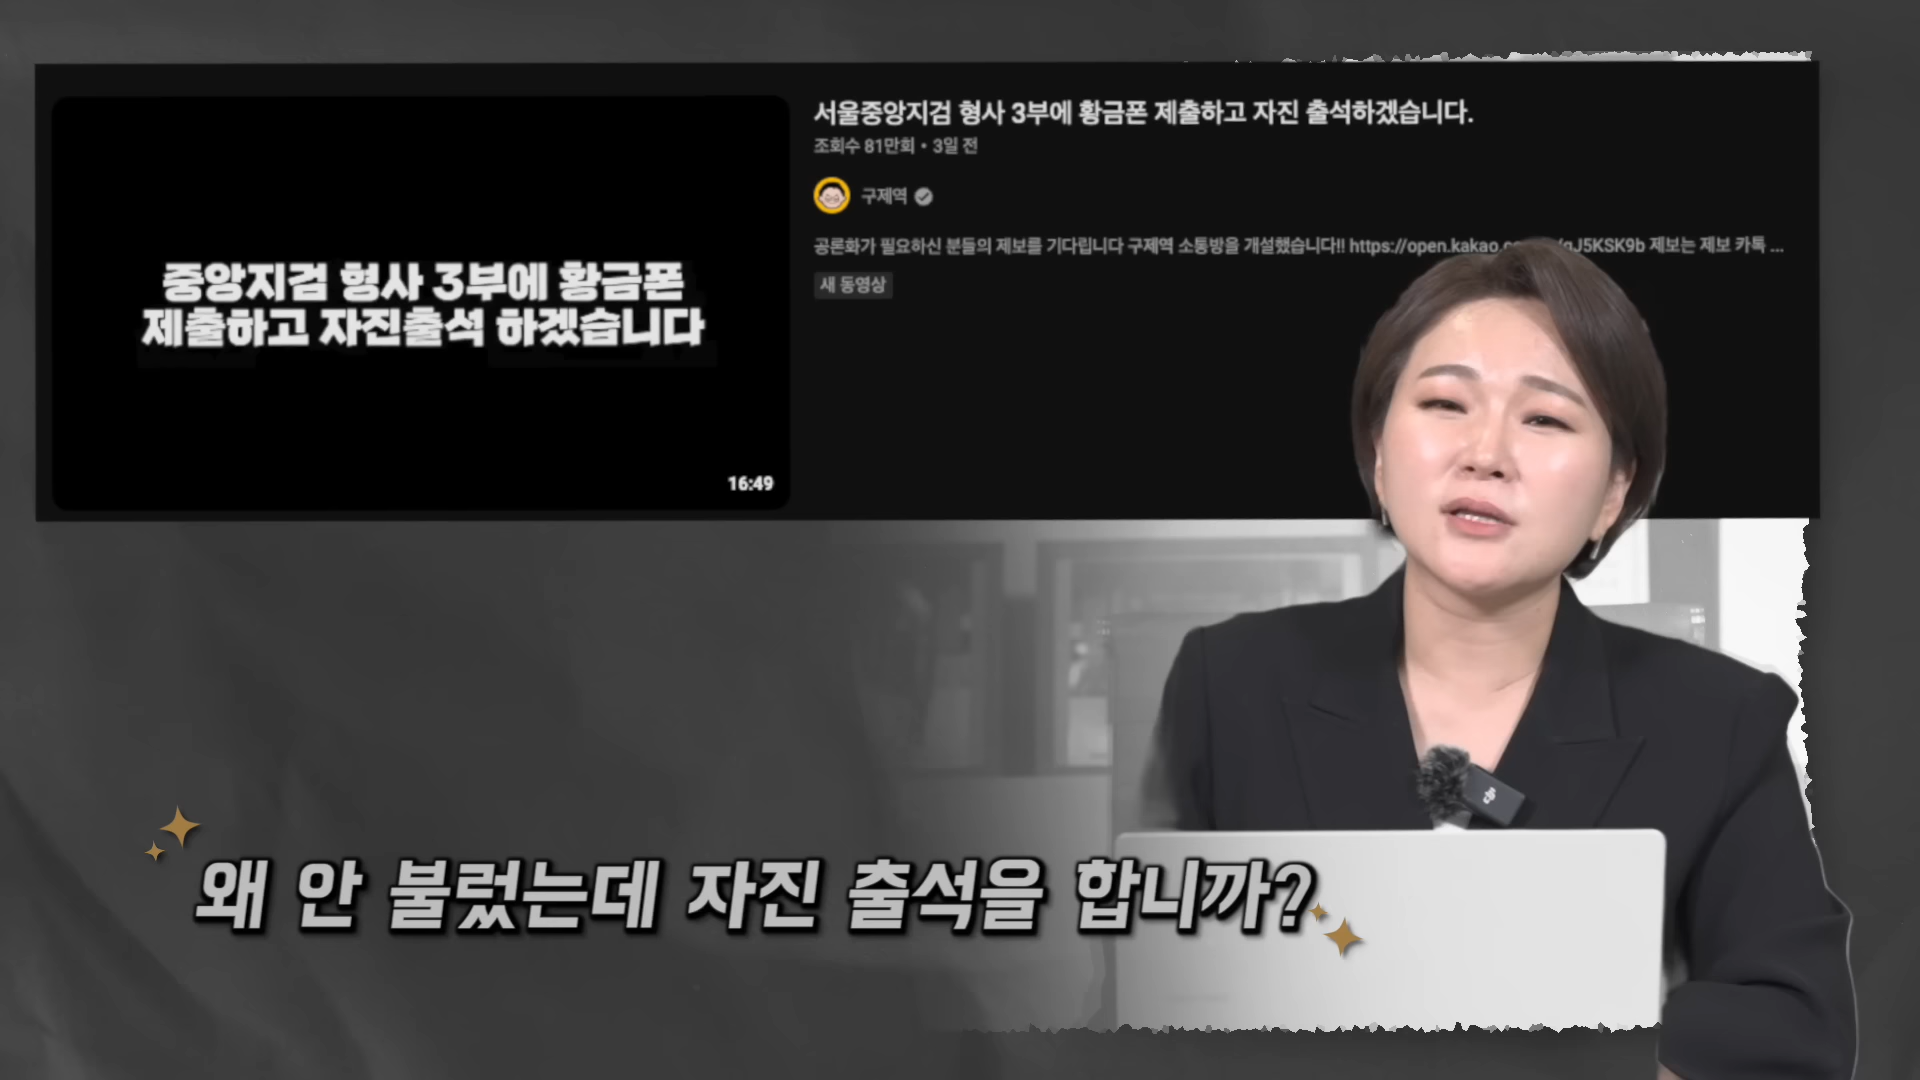 서울중앙지검 형사 3부에 황금폰 제출하고 자진 출석하겠습니다.
조회수 81만회 • 3일 전
구제역
공론화가 필요하신 분들의 제보를 기다립니다 구제역 소통방을 개설했습니다!! https://open.kakao 제보는 제보 카톡 ...
새 동영상
중앙지검 형사 3부에 황금폰
제출하고 자진출석 하겠습니다
16:49
왜 안 불렀는데 자진 출석을 합니까?